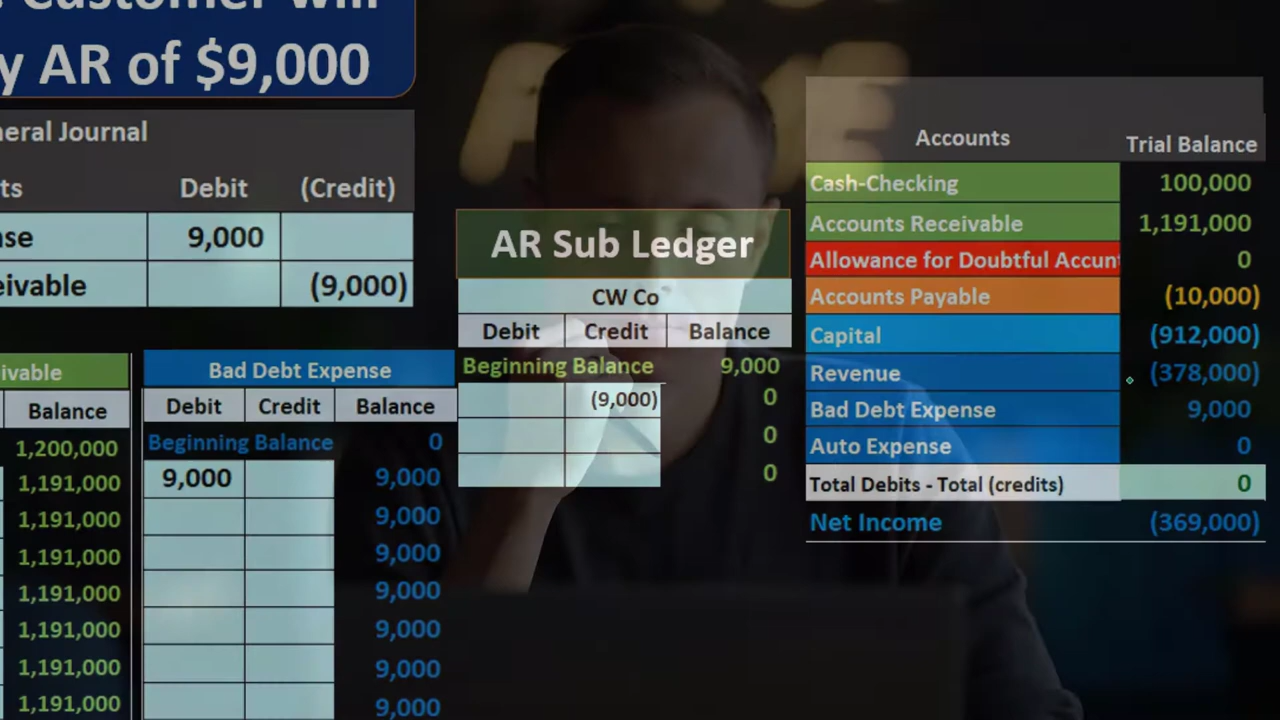 y AR of $9,000
neral Journal
ts Debit (Credit)
se 9,000
eivable (9,000)
ivable
Balance
1,200,000
1,191,000
1,191,000
1,191,000
1,191,000
1,191,000
1,191,000
1,191,000
Bad Debt Expense
Debit Credit Balance
Beginning Balance 0
9,000 9,000
9,000
9,000
9,000
9,000
9,000
9,000
AR Sub Ledger
CW Co
Debit Credit Balance
Beginning Balance 9,000
(9,000) 0
0
0
Accounts Trial Balance
Cash-Checking 100,000
Accounts Receivable 1,191,000
Allowance for Doubtful Accun 0
Accounts Payable (10,000)
Capital (912,000)
Revenue (378,000)
Bad Debt Expense 9,000
Auto Expense 0
Total Debits - Total (credits) 0
Net Income (369,000)